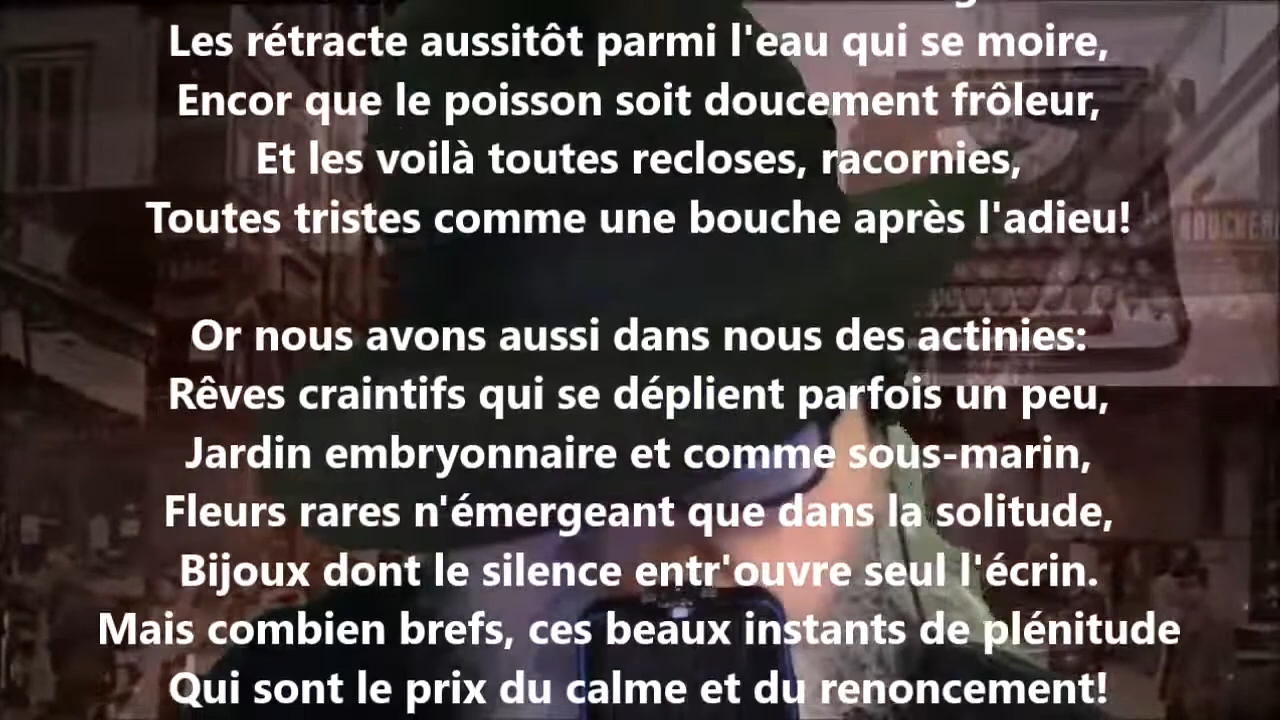 Les rétracte aussitôt parmi l'eau qui se moire,
Encor que le poisson soit doucement frôleur,
Et les voilà toutes recloses, racornies,
Toutes tristes comme une bouche après l'adieu!
Or nous avons aussi dans nous des actinies:
Rêves craintifs qui se déplient parfois un peu,
Jardin embryonnaire et comme sous-marin,
Fleurs rares n'émergeant que dans la solitude,
Bijoux dont le silence entr'ouvre seul l'écrin.
Mais combien brefs, ces beaux instants de plénitude
Qui sont le prix du calme et du renoncement!